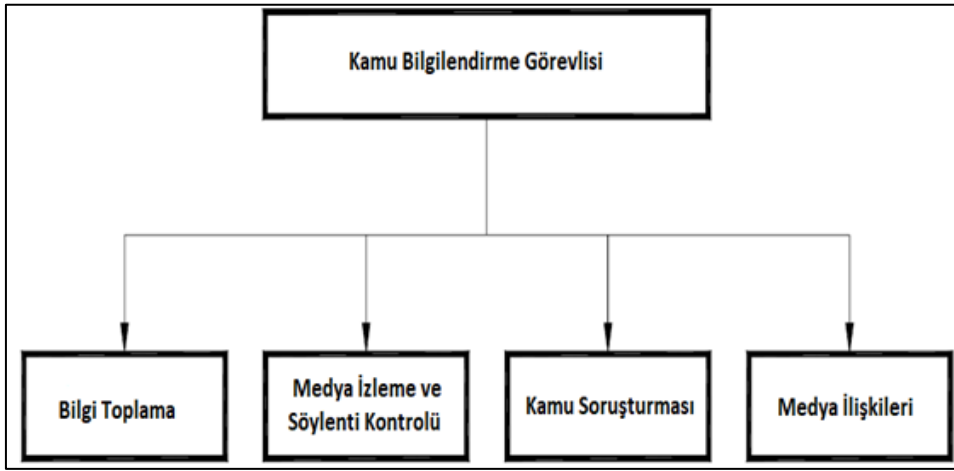 Kamu Bilgilendirme Görevlisi
Bilgi Toplama
Medya İzleme ve
Söylenti Kontrolü
Kamu Soruşturması
Medya İlişkileri